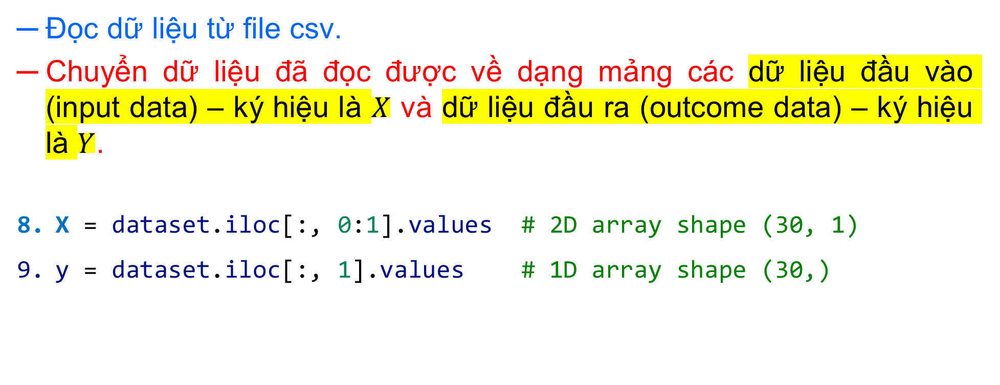 — Đọc dữ liệu từ file csv.
— Chuyển dữ liệu đã đọc được về dạng mảng các dữ liệu đầu vào
(input data) – ký hiệu là X và dữ liệu đầu ra (outcome data) – ký hiệu
là Y.
8. X = dataset.iloc[:, 0:1].values # 2D array shape (30, 1)
9. y = dataset.iloc[:, 1].values # 1D array shape (30,)